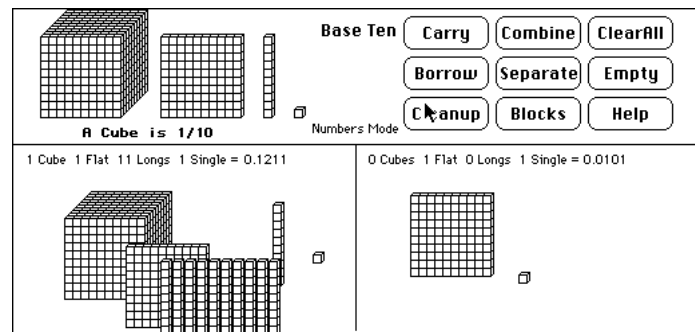 Base Ten
Carry
Combine
ClearAll
Borrow
Separate
Empty
Cleanup
Blocks
Help
A Cube is 1/10
Numbers Mode
1 Cube 1 Flat 11 Longs 1 Single = 0.1211
0 Cubes 1 Flat 0 Longs 1 Single = 0.0101